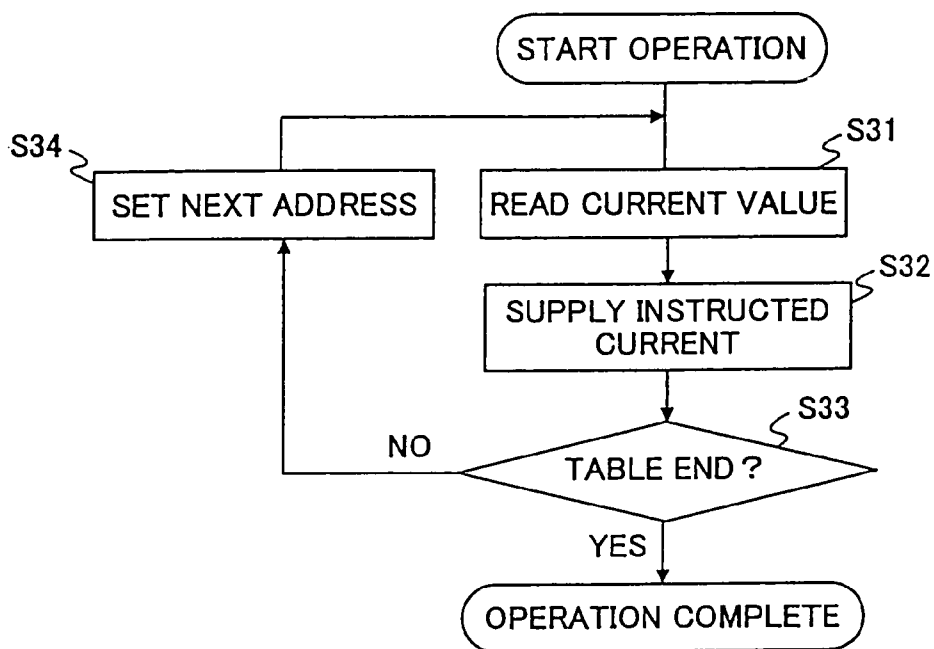 START OPERATION
S34
S31
SET NEXT ADDRESS
READ CURRENT VALUE
S32
SUPPLY INSTRUCTED
CURRENT
S33
NO
TABLE END ?
YES
OPERATION COMPLETE